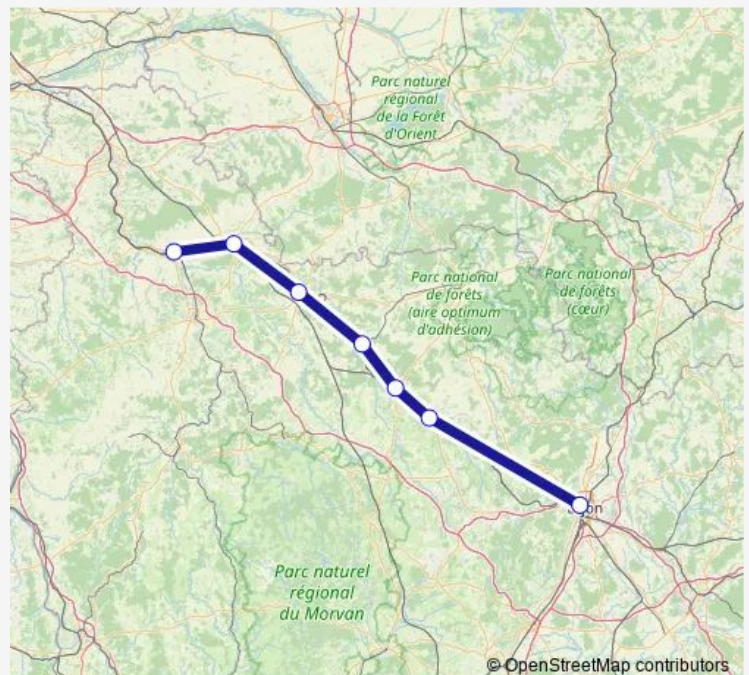 Parc naturel
régional
de la Forêt
d'Orient
Parc national
de forêts
(aire optimum
d'adhésion)
Parc national
de forêts
(cœur)
Parc naturel
régional
du Morvan
© OpenStreetMap contributors